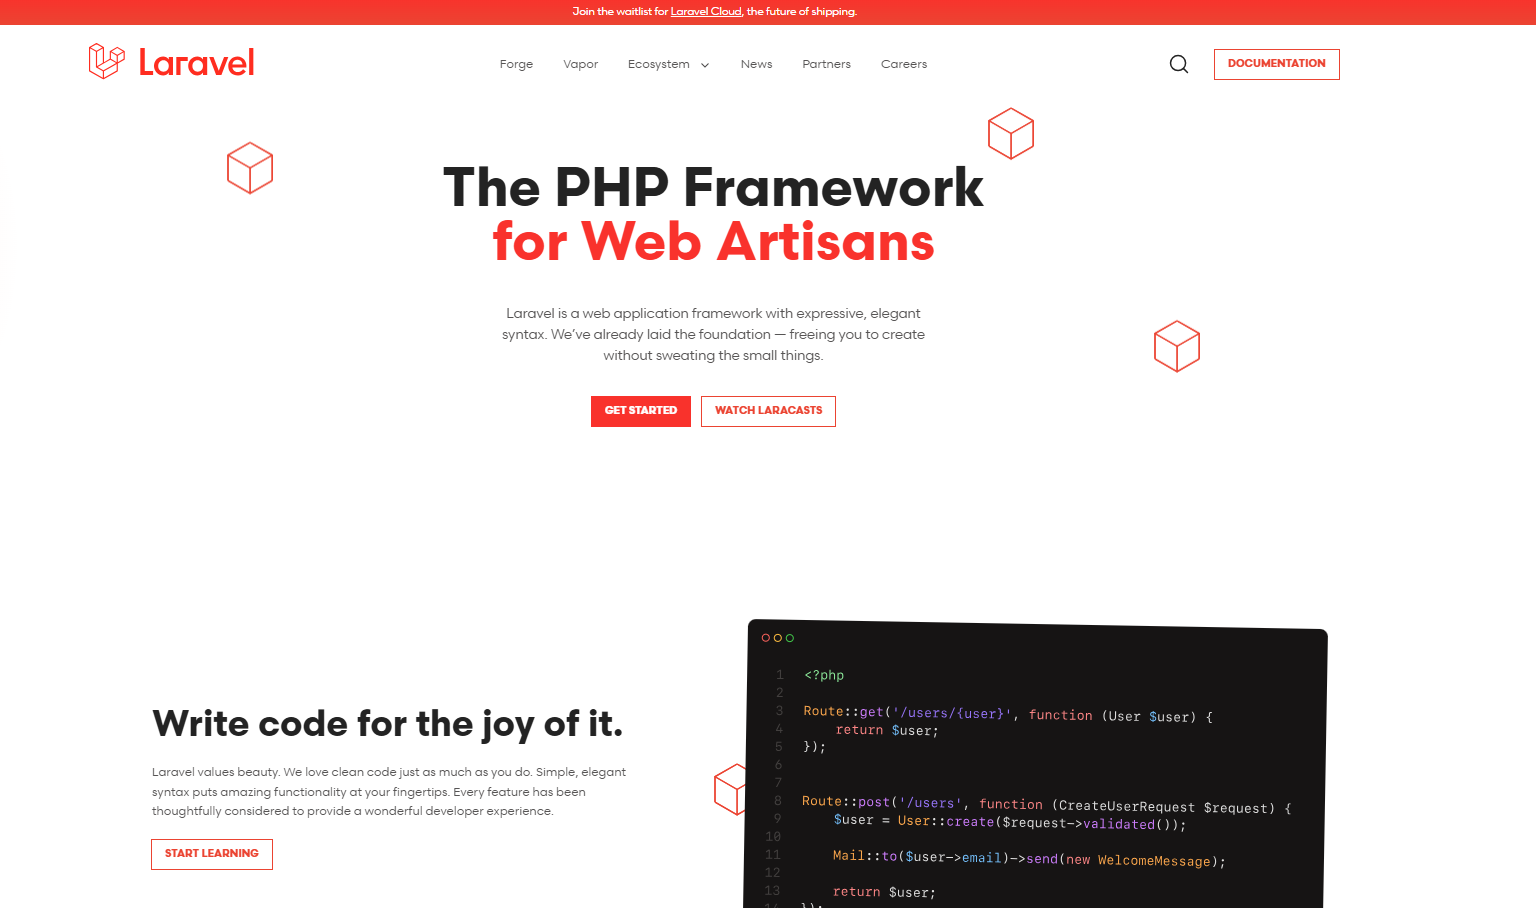 Join the waitlist for Laravel Cloud, the future of shipping.
Laravel
Forge
Vapor
Ecosystem
News
Partners
Careers
DOCUMENTATION
The PHP Framework
for Web Artisans
Laravel is a web application framework with expressive, elegant
syntax. We’ve already laid the foundation — freeing you to create
without sweating the small things.
GET STARTED
WATCH LARACASTS
Write code for the joy of it.
Laravel values beauty. We love clean code just as much as you do. Simple, elegant
syntax puts amazing functionality at your fingertips. Every feature has been
thoughtfully considered to provide a wonderful developer experience.
START LEARNING
1 <?php
2
3 Route::get('/users/{user}', function (User $user) {
4 return $user;
5 });
6
7
8 Route::post('/users', function (CreateUserRequest $request) {
9 $user = User::create($request->validated());
10
11 Mail::to($user->email)->send(new WelcomeMessage);
12
13 return $user;
14 });